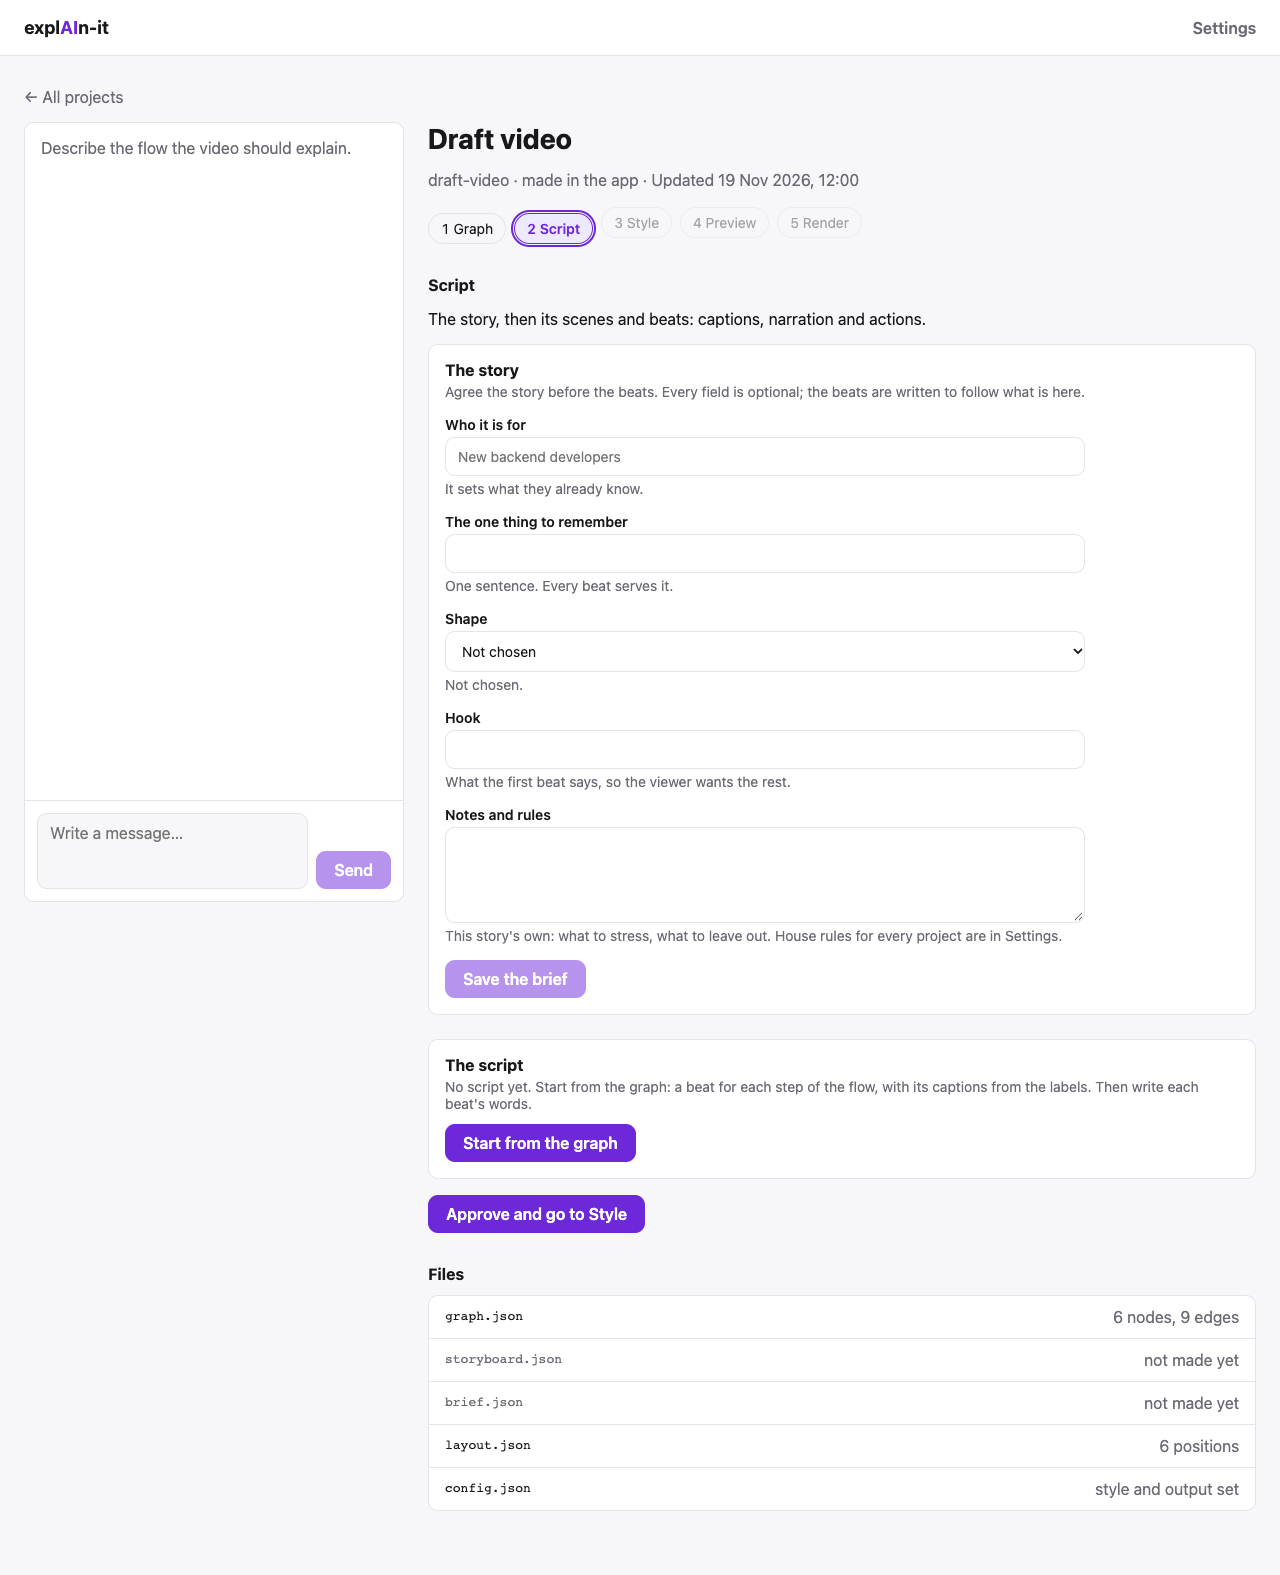 explAIn-it
Settings
← All projects
Describe the flow the video should explain.
Write a message...
Send
Draft video
draft-video · made in the app · Updated 19 Nov 2026, 12:00
1 Graph
2 Script
3 Style
4 Preview
5 Render
Script
The story, then its scenes and beats: captions, narration and actions.
The story
Agree the story before the beats. Every field is optional; the beats are written to follow what is here.
Who it is for
New backend developers
It sets what they already know.
The one thing to remember
One sentence. Every beat serves it.
Shape
Not chosen
Not chosen.
Hook
What the first beat says, so the viewer wants the rest.
Notes and rules
This story's own: what to stress, what to leave out. House rules for every project are in Settings.
Save the brief
The script
No script yet. Start from the graph: a beat for each step of the flow, with its captions from the labels. Then write each
beat's words.
Start from the graph
Approve and go to Style
Files
graph.json
6 nodes, 9 edges
storyboard.json
not made yet
brief.json
not made yet
layout.json
6 positions
config.json
style and output set